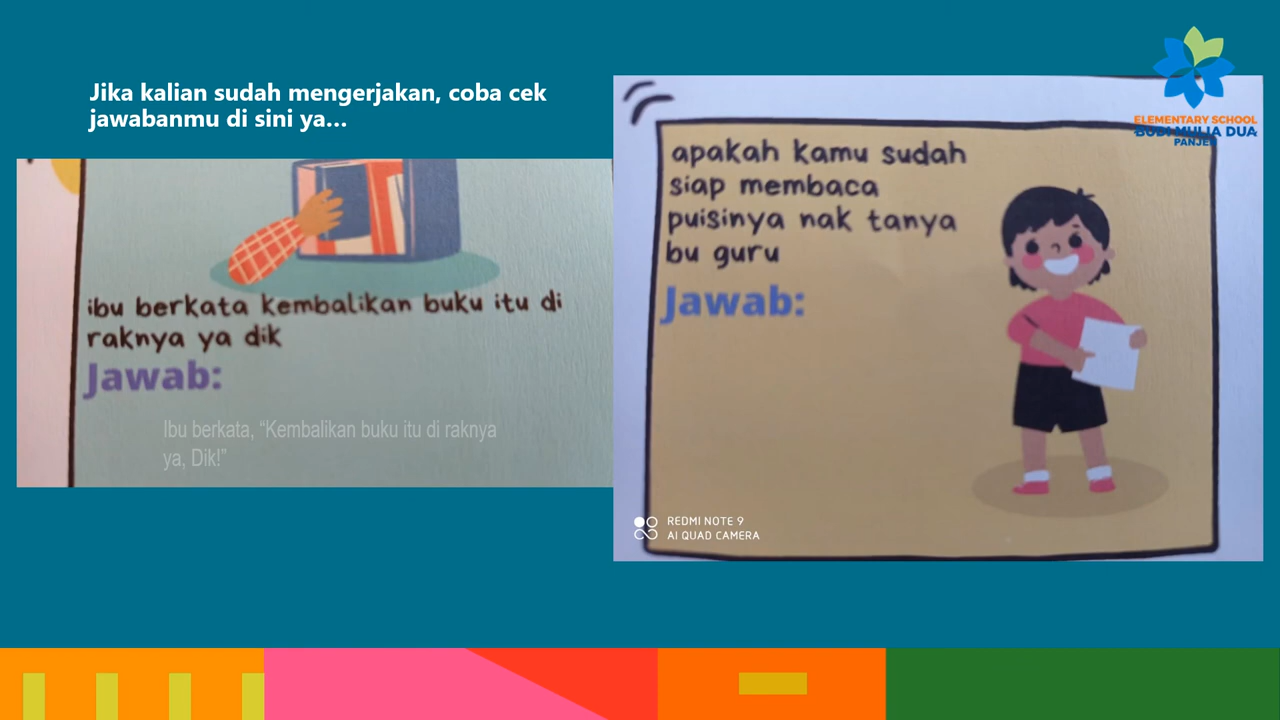 Jika kalian sudah mengerjakan, coba cek
jawabanmu di sini ya...
ibu berkata kembalikan buku itu di
raknya ya dik
Jawab:
Ibu berkata, “Kembalikan buku itu di raknya
ya, Dik!”
apakah kamu sudah
siap membaca
puisinya nak tanya
bu guru
Jawab:
REDMI NOTE 9
AI QUAD CAMERA
ELEMENTARY SCHOOL
BUDI MULIA DUA
PANJEN